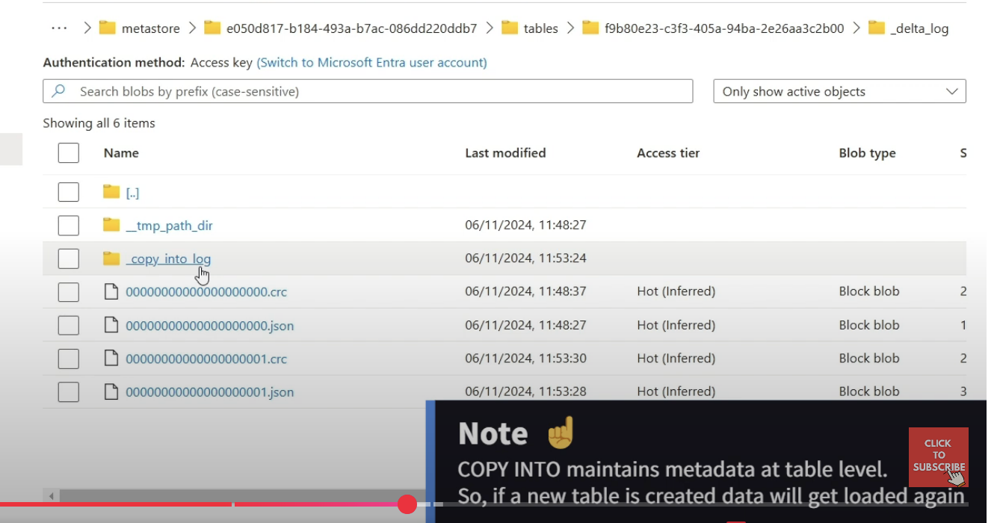 ··· > metastore > e050d817-b184-493a-b7ac-086dd220ddb7 > tables > f9b80e23-c3f3-405a-94ba-2e26aa3c2b00 > _delta_log
Authentication method: Access key (Switch to Microsoft Entra user account)
Search blobs by prefix (case-sensitive) Only show active objects
Showing all 6 items
Name Last modified Access tier Blob type S
[..]
__tmp_path_dir 06/11/2024, 11:48:27
_copy_into_log 06/11/2024, 11:53:24
00000000000000000000.crc 06/11/2024, 11:48:37 Hot (Inferred) Block blob 2
00000000000000000000.json 06/11/2024, 11:48:27 Hot (Inferred) Block blob 1
00000000000000000001.crc 06/11/2024, 11:53:30 Hot (Inferred) Block blob 2
00000000000000000001.json 06/11/2024, 11:53:28 Hot (Inferred) Block blob 3
Note ☝
COPY INTO maintains metadata at table level.
So, if a new table is created data will get loaded again
CLICK
TO
SUBSCRIBE